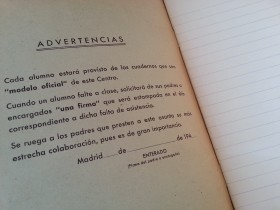 ADVERTENCIAS
Cada alumno estará provisto de los cuadernos que son
"modelo oficial" de este Centro.
Cuando un alumno falte a clase, solicitará de sus padres o
encargados "una firma" que será estampada en el día
correspondiente a dicho falta de asistencia.
Se ruega a los padres que presten a este asunto su más
estrecha colaboración, pues es de gran importancia.
Madrid de de 194
ENTERADO
(Firma del padre o encargado)